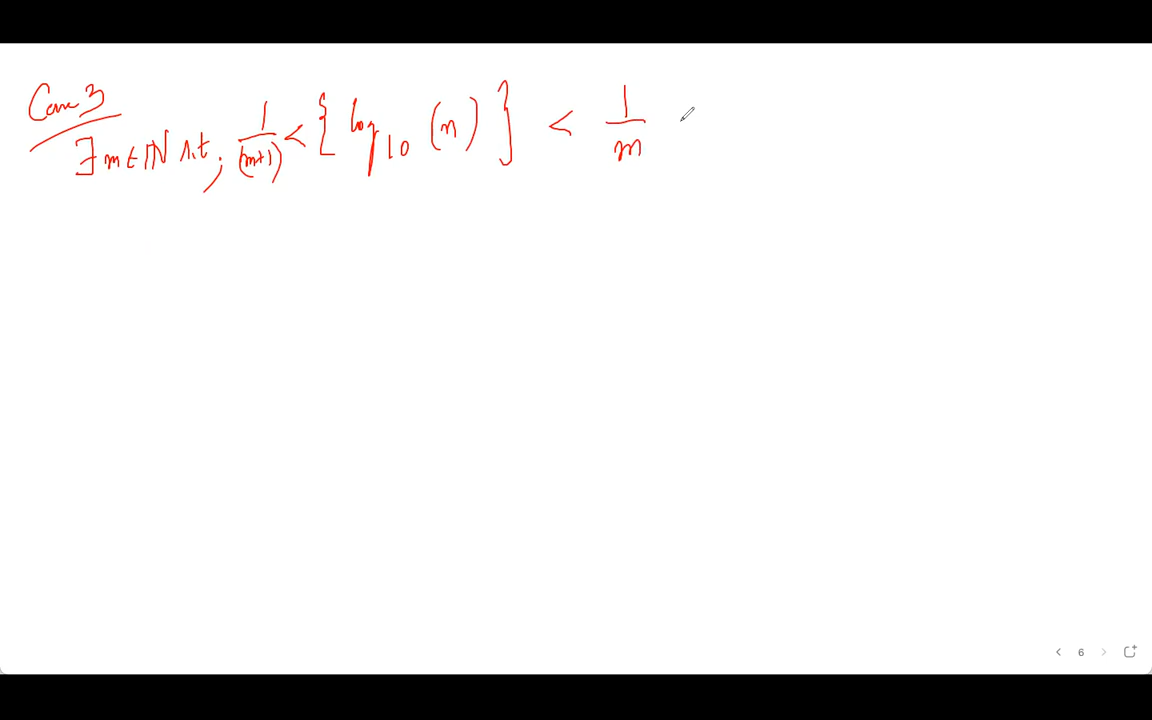 Case 3
∃ m ∈ ℕ s.t, 1/(m+1) < { log₁₀ (n) } < 1/m
6